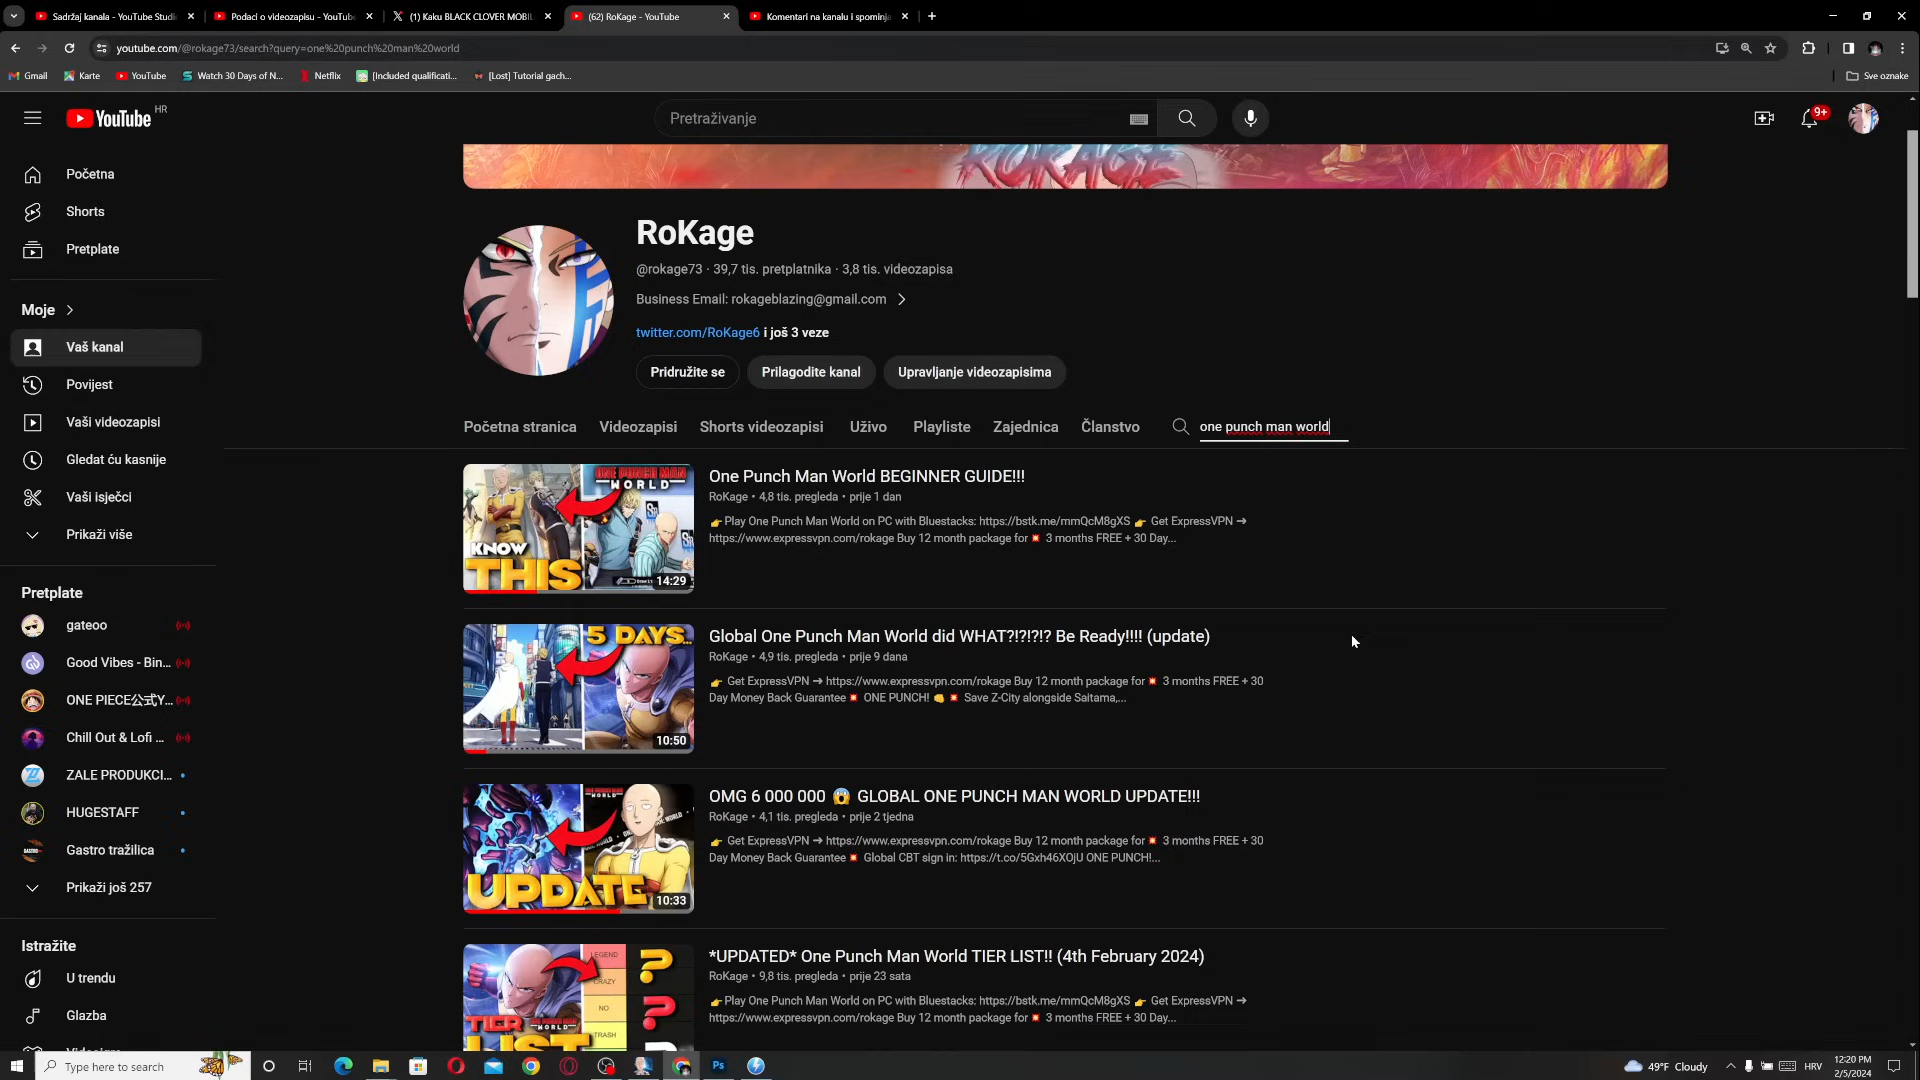 Sadržaj kanala - YouTube Studi
Podaci o videozapisu - YouTube
(1) Kaku BLACK CLOVER MOBIL
(62) RoKage - YouTube
Komentari na kanalu i spominja
youtube.com/@rokage73/search?query=one%20punch%20man%20world
Gmail
Karte
YouTube
Watch 30 Days of N...
Netflix
[Included qualificati...
[Lost] Tutorial gach...
Sve oznake
YouTube HR
Pretraživanje
9+
Početna
Shorts
Pretplate
Moje
Vaš kanal
Povijest
Vaši videozapisi
Gledat ću kasnije
Vaši isječci
Prikaži više
Pretplate
gateoo
Good Vibes - Bin...
ONE PIECE公式Y...
Chill Out & Lofi ...
ZALE PRODUKCI...
HUGESTAFF
Gastro tražilica
Prikaži još 257
Istražite
U trendu
Glazba
ROKAGE
RoKage
@rokage73 · 39,7 tis. pretplatnika · 3,8 tis. videozapisa
Business Email: rokageblazing@gmail.com
twitter.com/RoKage6 i još 3 veze
Pridružite se
Prilagodite kanal
Upravljanje videozapisima
Početna stranica
Videozapisi
Shorts videozapisi
Uživo
Playliste
Zajednica
Članstvo
one punch man world
ONE PUNCH MAN
WORLD
KNOW
THIS
14:29
One Punch Man World BEGINNER GUIDE!!!
RoKage • 4,8 tis. pregleda • prije 1 dan
👉Play One Punch Man World on PC with Bluestacks: https://bstk.me/mmQcM8gXS 👉 Get ExpressVPN ➔
https://www.expressvpn.com/rokage Buy 12 month package for 💥 3 months FREE + 30 Day...
5 DAYS...
10:50
Global One Punch Man World did WHAT?!?!?!? Be Ready!!!! (update)
RoKage • 4,9 tis. pregleda • prije 9 dana
👉 Get ExpressVPN ➔ https://www.expressvpn.com/rokage Buy 12 month package for 💥 3 months FREE + 30
Day Money Back Guarantee💥 ONE PUNCH! 👊 💥 Save Z-City alongside Saitama,...
UPDATE
10:33
OMG 6 000 000 😱 GLOBAL ONE PUNCH MAN WORLD UPDATE!!!
RoKage • 4,1 tis. pregleda • prije 2 tjedna
👉 Get ExpressVPN ➔ https://www.expressvpn.com/rokage Buy 12 month package for 💥 3 months FREE + 30
Day Money Back Guarantee💥 Global CBT sign in: https://t.co/5Gxh46XOjU ONE PUNCH!...
LEGEND
CRAZY
NO
TRASH
TIER
LIST
? ?
*UPDATED* One Punch Man World TIER LIST!! (4th February 2024)
RoKage • 9,8 tis. pregleda • prije 23 sata
👉Play One Punch Man World on PC with Bluestacks: https://bstk.me/mmQcM8gXS 👉 Get ExpressVPN ➔
https://www.expressvpn.com/rokage Buy 12 month package for 💥 3 months FREE + 30 Day...
Type here to search
Ps
49°F Cloudy
HRV
12:20 PM
2/5/2024